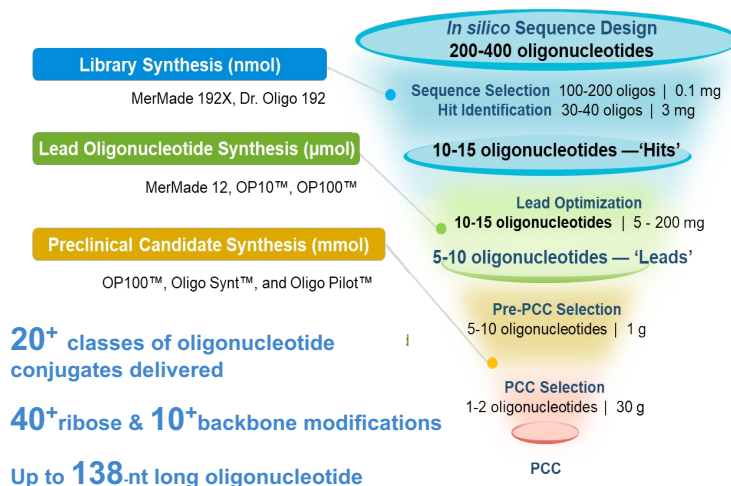 In silico Sequence Design
200-400 oligonucleotides
Library Synthesis (nmol)
MerMade 192X, Dr. Oligo 192
Sequence Selection 100-200 oligos | 0.1 mg
Hit Identification 30-40 oligos | 3 mg
10-15 oligonucleotides —‘Hits’
Lead Oligonucleotide Synthesis (µmol)
MerMade 12, OP10™, OP100™
Lead Optimization
10-15 oligonucleotides | 5 - 200 mg
5-10 oligonucleotides — ‘Leads’
Preclinical Candidate Synthesis (mmol)
OP100™, Oligo Synt™, and Oligo Pilot™
Pre-PCC Selection
5-10 oligonucleotides | 1 g
PCC Selection
1-2 oligonucleotides | 30 g
PCC
20+ classes of oligonucleotide
conjugates delivered
40+ribose & 10+backbone modifications
Up to 138-nt long oligonucleotide